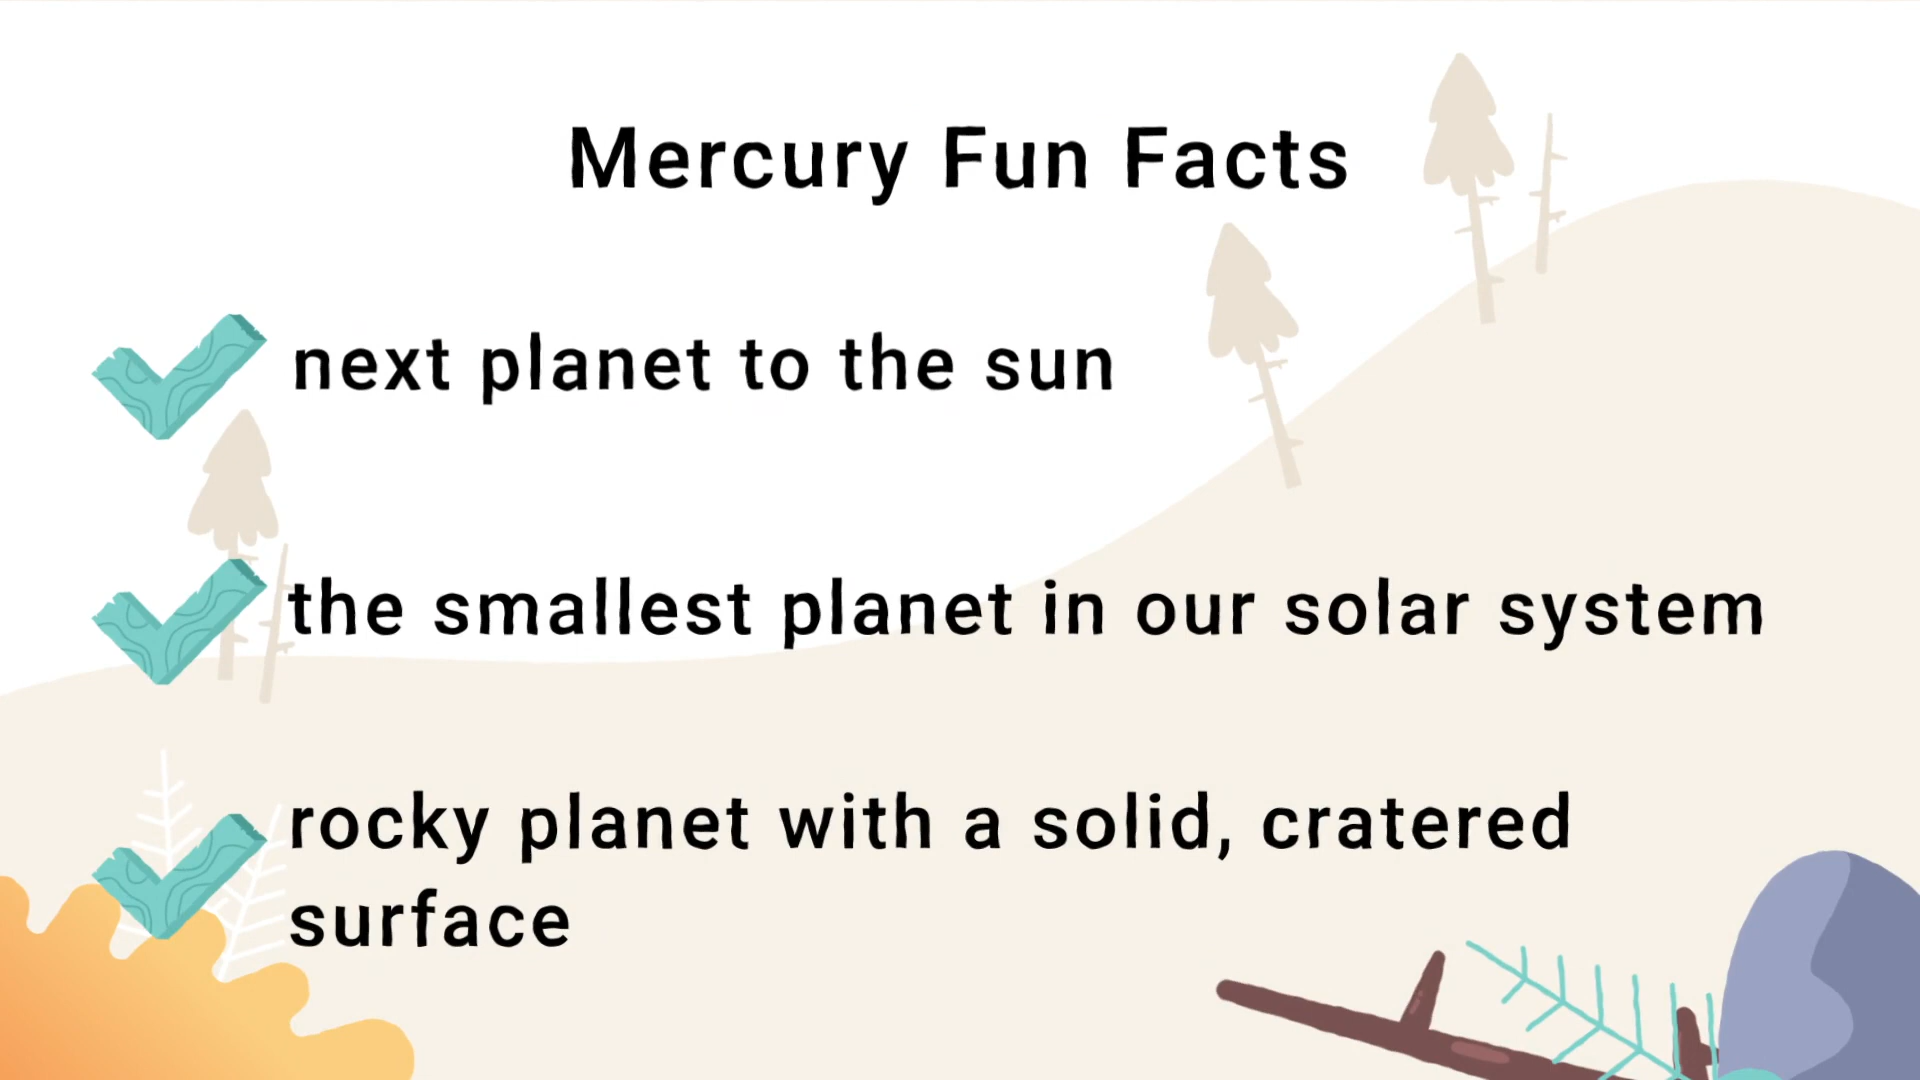 Mercury Fun Facts
next planet to the sun
the smallest planet in our solar system
rocky planet with a solid, cratered
surface